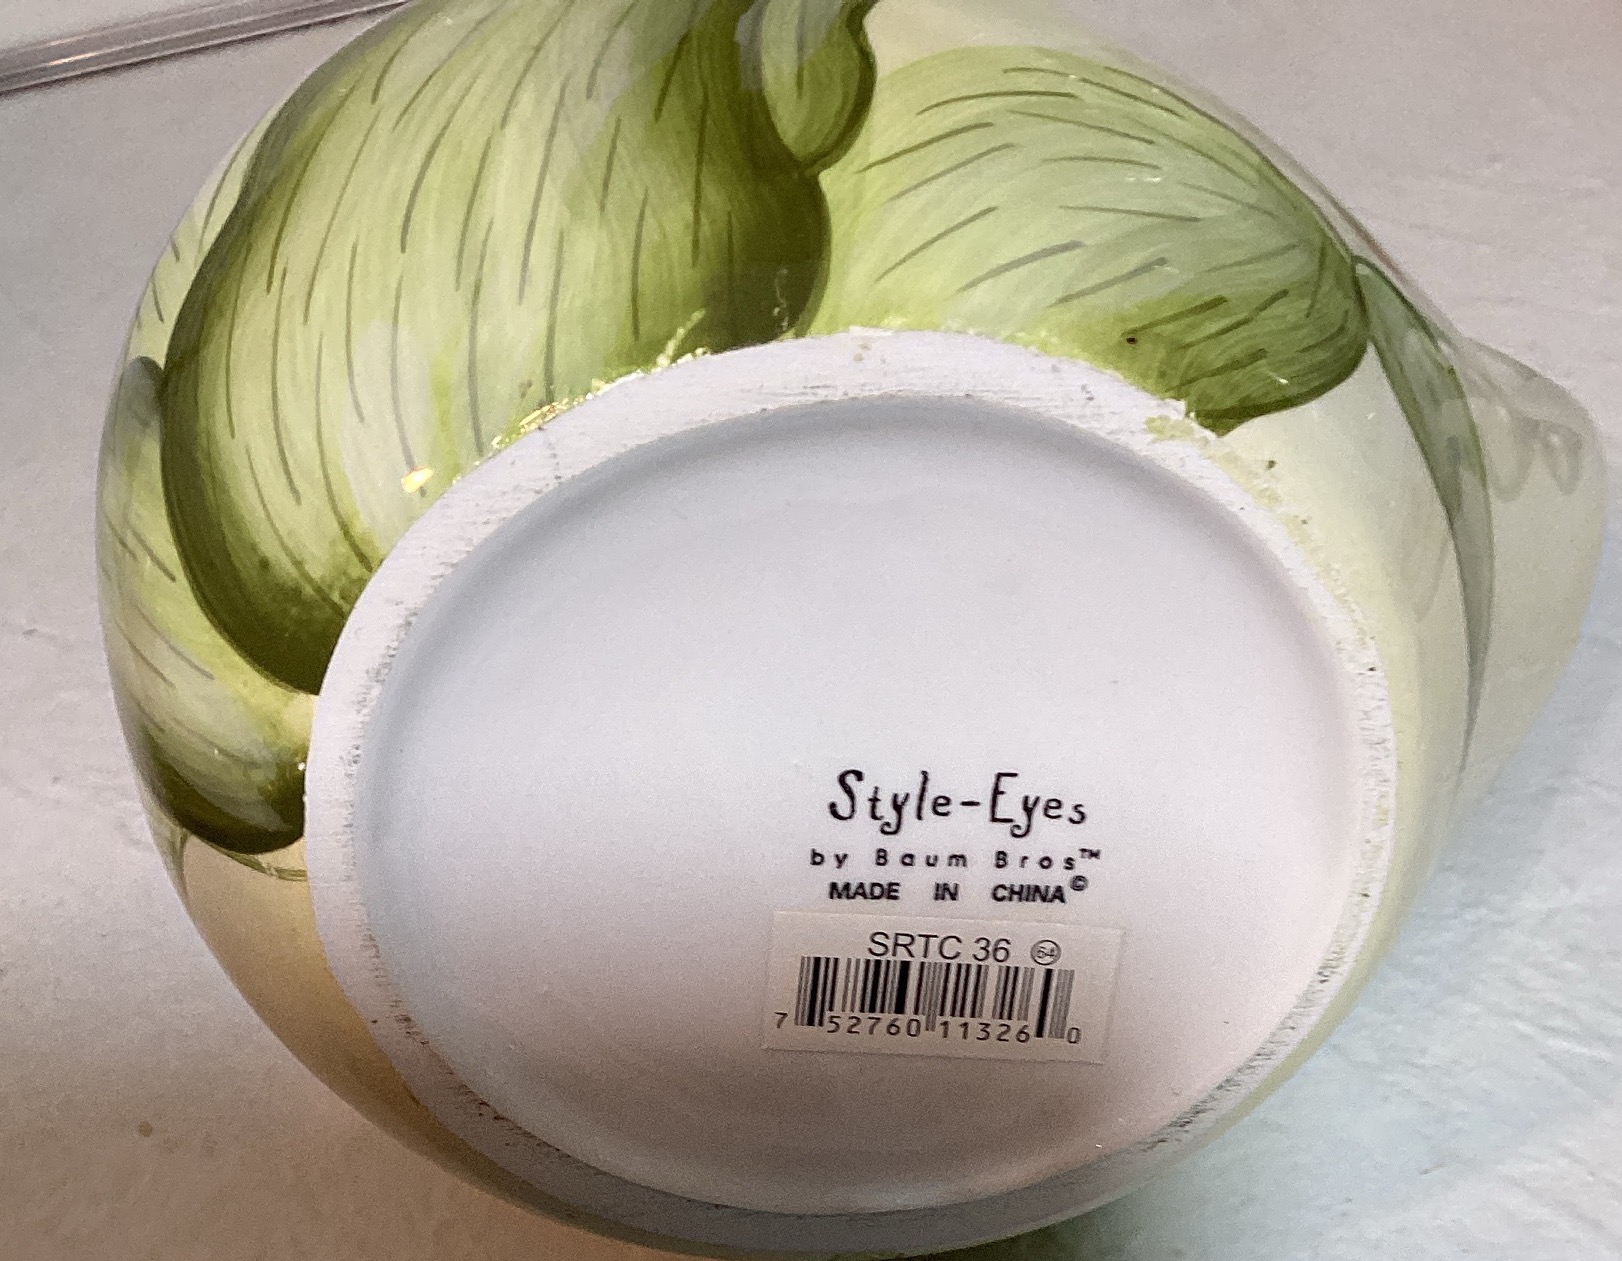 Style-Eyes
by Baum Bros™
MADE IN CHINA©
SRTC 36 64
7 52760 11326 0